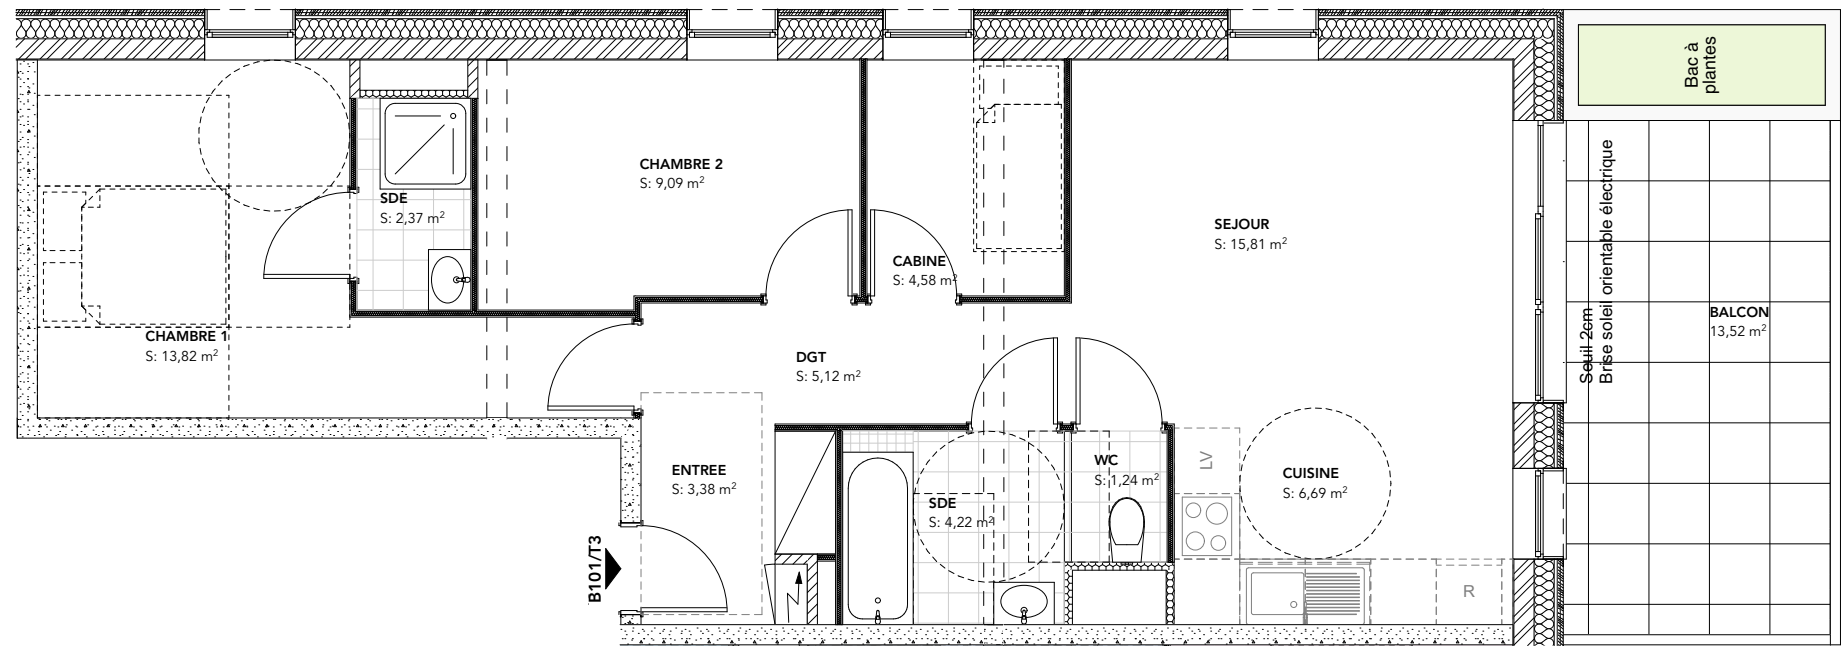 Bac à
plantes
CHAMBRE 2
S: 9,09 m²
SDE
S: 2,37 m²
SEJOUR
S: 15,81 m²
CABINE
S: 4,58 m²
Seuil 2cm
Brise soleil orientable électrique
BALCON
13,52 m²
CHAMBRE 1
S: 13,82 m²
DGT
S: 5,12 m²
ENTREE
S: 3,38 m²
SDE
S: 4,22 m²
WC
S: 1,24 m²
LV
CUISINE
S: 6,69 m²
B101/T3
R